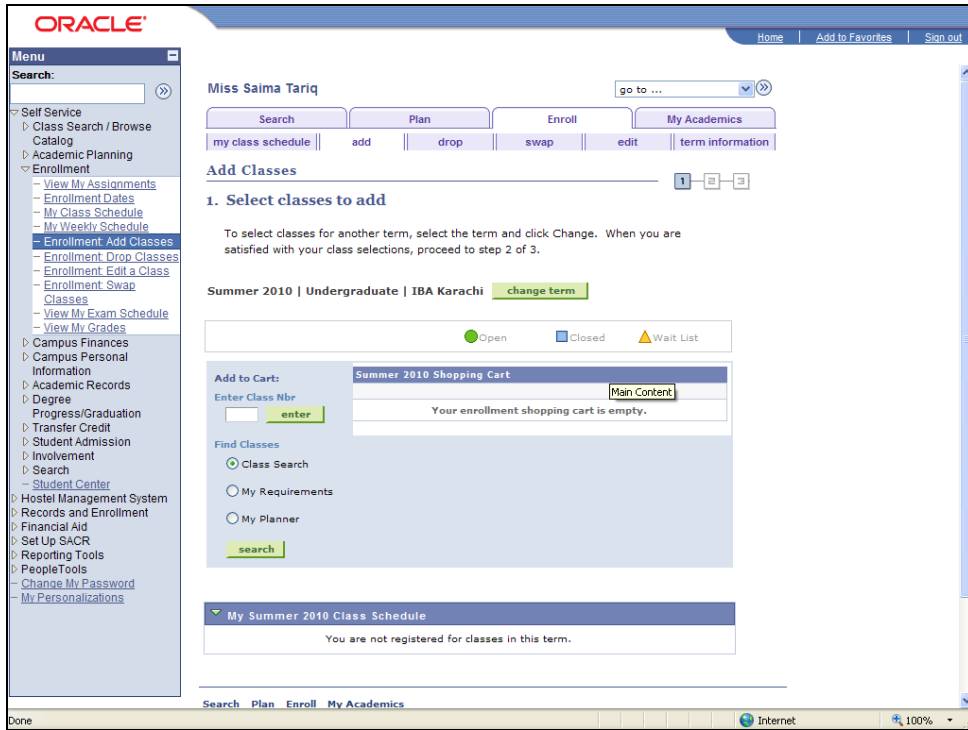 ORACLE'
Home | Add to Favorites | Sign out
Menu
Search:
Self Service
Class Search / Browse
Catalog
Academic Planning
Enrollment
View My Assignments
Enrollment Dates
My Class Schedule
My Weekly Schedule
Enrollment: Add Classes
Enrollment: Drop Classes
Enrollment: Edit a Class
Enrollment: Swap
Classes
View My Exam Schedule
View My Grades
Campus Finances
Campus Personal
Information
Academic Records
Degree
Progress/Graduation
Transfer Credit
Student Admission
Involvement
Search
Student Center
Hostel Management System
Records and Enrollment
Financial Aid
Set Up SACR
Reporting Tools
PeopleTools
Change My Password
My Personalizations
Miss Saima Tariq
go to ...
Search Plan Enroll My Academics
my class schedule add drop swap edit term information
Add Classes
1 2 3
1. Select classes to add
To select classes for another term, select the term and click Change. When you are
satisfied with your class selections, proceed to step 2 of 3.
Summer 2010 | Undergraduate | IBA Karachi change term
Open Closed Wait List
Add to Cart:
Enter Class Nbr
enter
Find Classes
Class Search
My Requirements
My Planner
search
Summer 2010 Shopping Cart
Main Content
Your enrollment shopping cart is empty.
My Summer 2010 Class Schedule
You are not registered for classes in this term.
Search Plan Enroll My Academics
Done Internet 100%